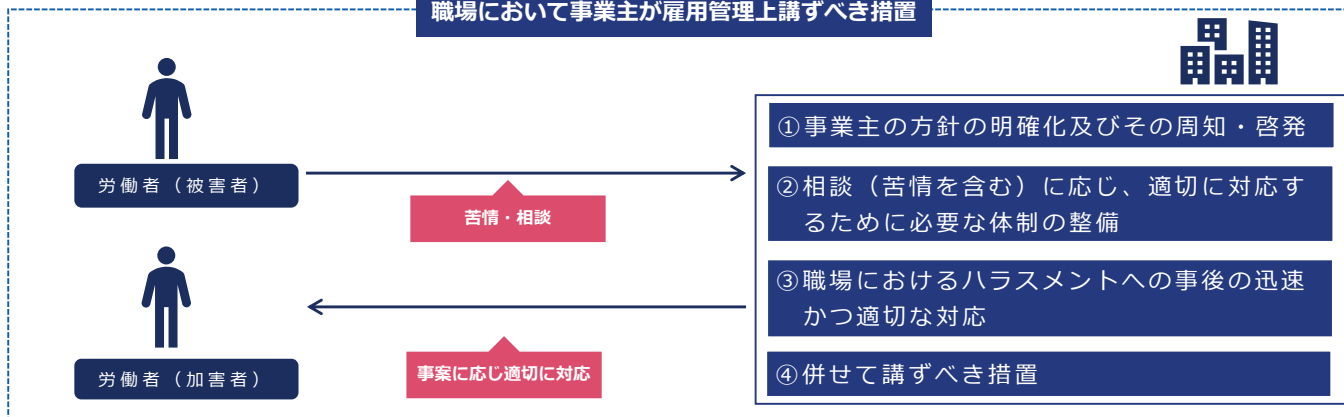 職場において事業主が雇用管理上講ずべき措置
労働者（被害者）
苦情・相談
労働者（加害者）
事案に応じ適切に対応
①事業主の方針の明確化及びその周知・啓発
②相談（苦情を含む）に応じ、適切に対応す
るために必要な体制の整備
③職場におけるハラスメントへの事後の迅速
かつ適切な対応
④併せて講ずべき措置